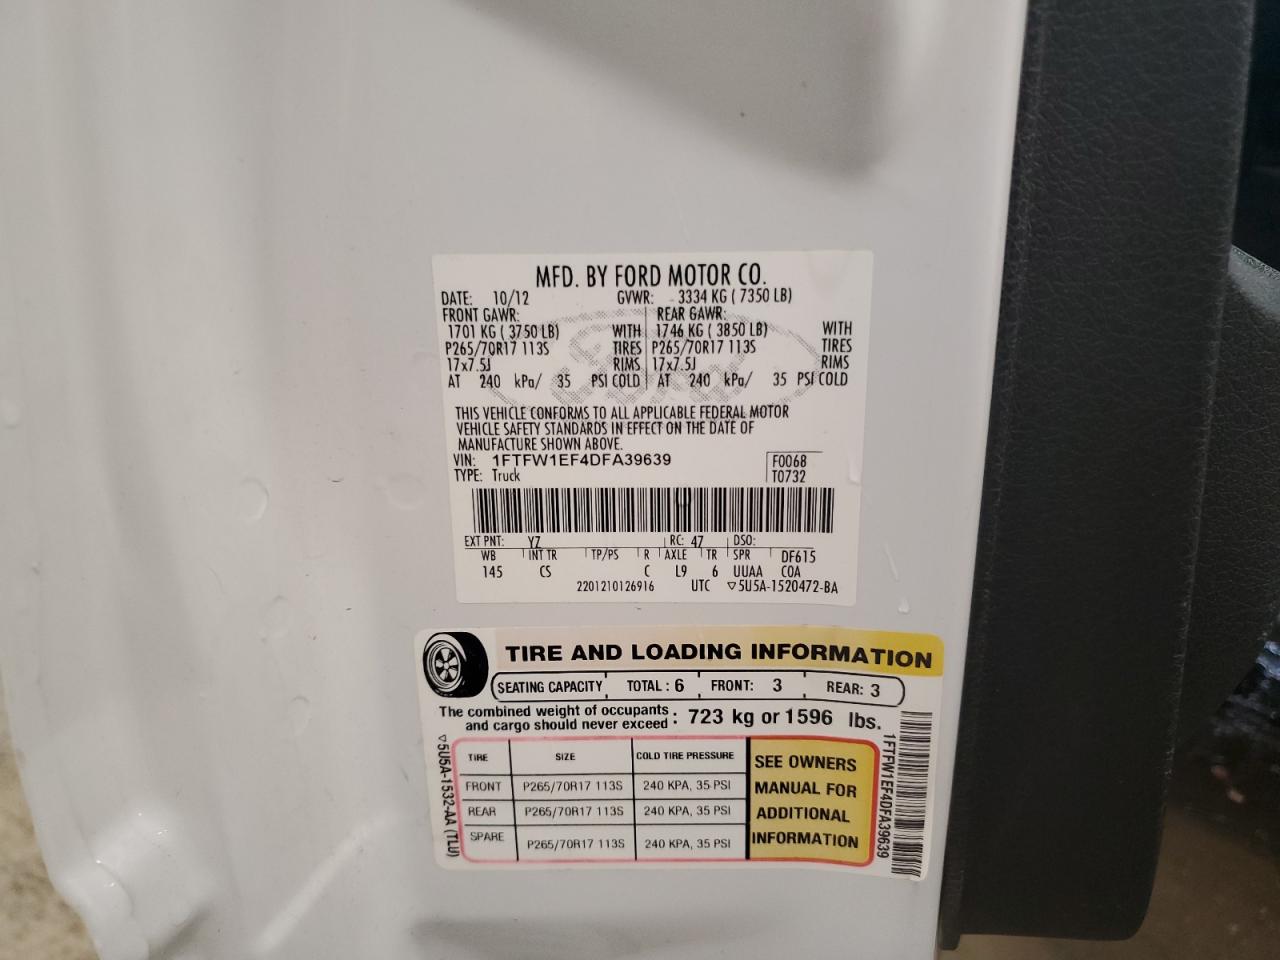 MFD. BY FORD MOTOR CO.
DATE: 10/12 GVWR: 3334 KG ( 7350 LB)
FRONT GAWR: REAR GAWR:
1701 KG ( 3750 LB) WITH 1746 KG ( 3850 LB) WITH
P265/70R17 113S TIRES P265/70R17 113S TIRES
17x7.5J RIMS 17x7.5J RIMS
AT 240 kPa/ 35 PSI COLD AT 240 kPa/ 35 PSI COLD
THIS VEHICLE CONFORMS TO ALL APPLICABLE FEDERAL MOTOR
VEHICLE SAFETY STANDARDS IN EFFECT ON THE DATE OF
MANUFACTURE SHOWN ABOVE.
VIN: 1FTFW1EF4DFA39639 F0068
TYPE: Truck T0732
EXT PNT: YZ RC: 47 DSO:
WB INT TR TP/PS R AXLE TR SPR DF615
145 CS C L9 6 UUAA COA
2201210126916 UTC ▽5U5A-1520472-BA
TIRE AND LOADING INFORMATION
SEATING CAPACITY TOTAL : 6 FRONT: 3 REAR: 3
The combined weight of occupants
and cargo should never exceed : 723 kg or 1596 lbs.
TIRE SIZE COLD TIRE PRESSURE
FRONT P265/70R17 113S 240 KPA, 35 PSI
REAR P265/70R17 113S 240 KPA, 35 PSI
SPARE P265/70R17 113S 240 KPA, 35 PSI
SEE OWNERS
MANUAL FOR
ADDITIONAL
INFORMATION
▽5U5A-1532-AA (TLU)
1FTFW1EF4DFA39639